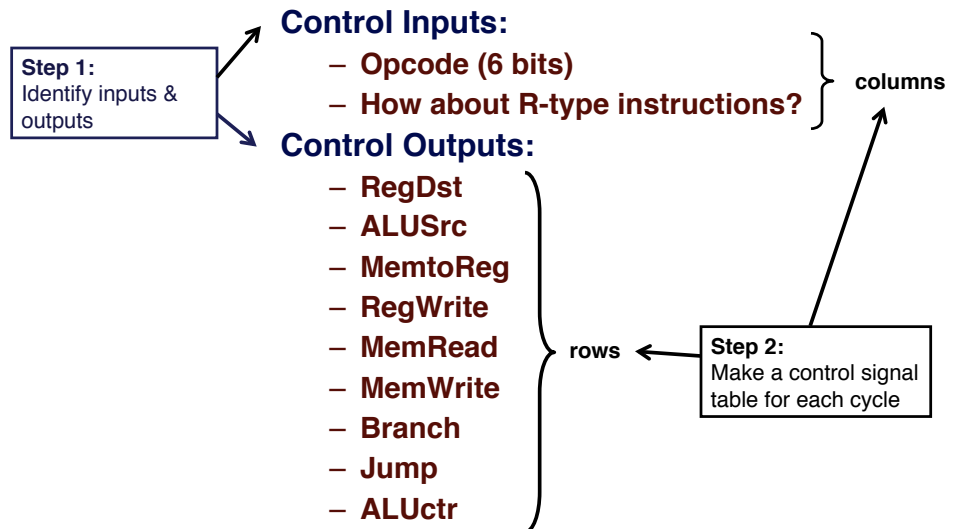 Control Inputs:
Step 1:
Identify inputs &
outputs
– Opcode (6 bits)
– How about R-type instructions?
columns
Control Outputs:
– RegDst
– ALUSrc
– MemtoReg
– RegWrite
– MemRead
– MemWrite
– Branch
– Jump
– ALUctr
rows
Step 2:
Make a control signal
table for each cycle